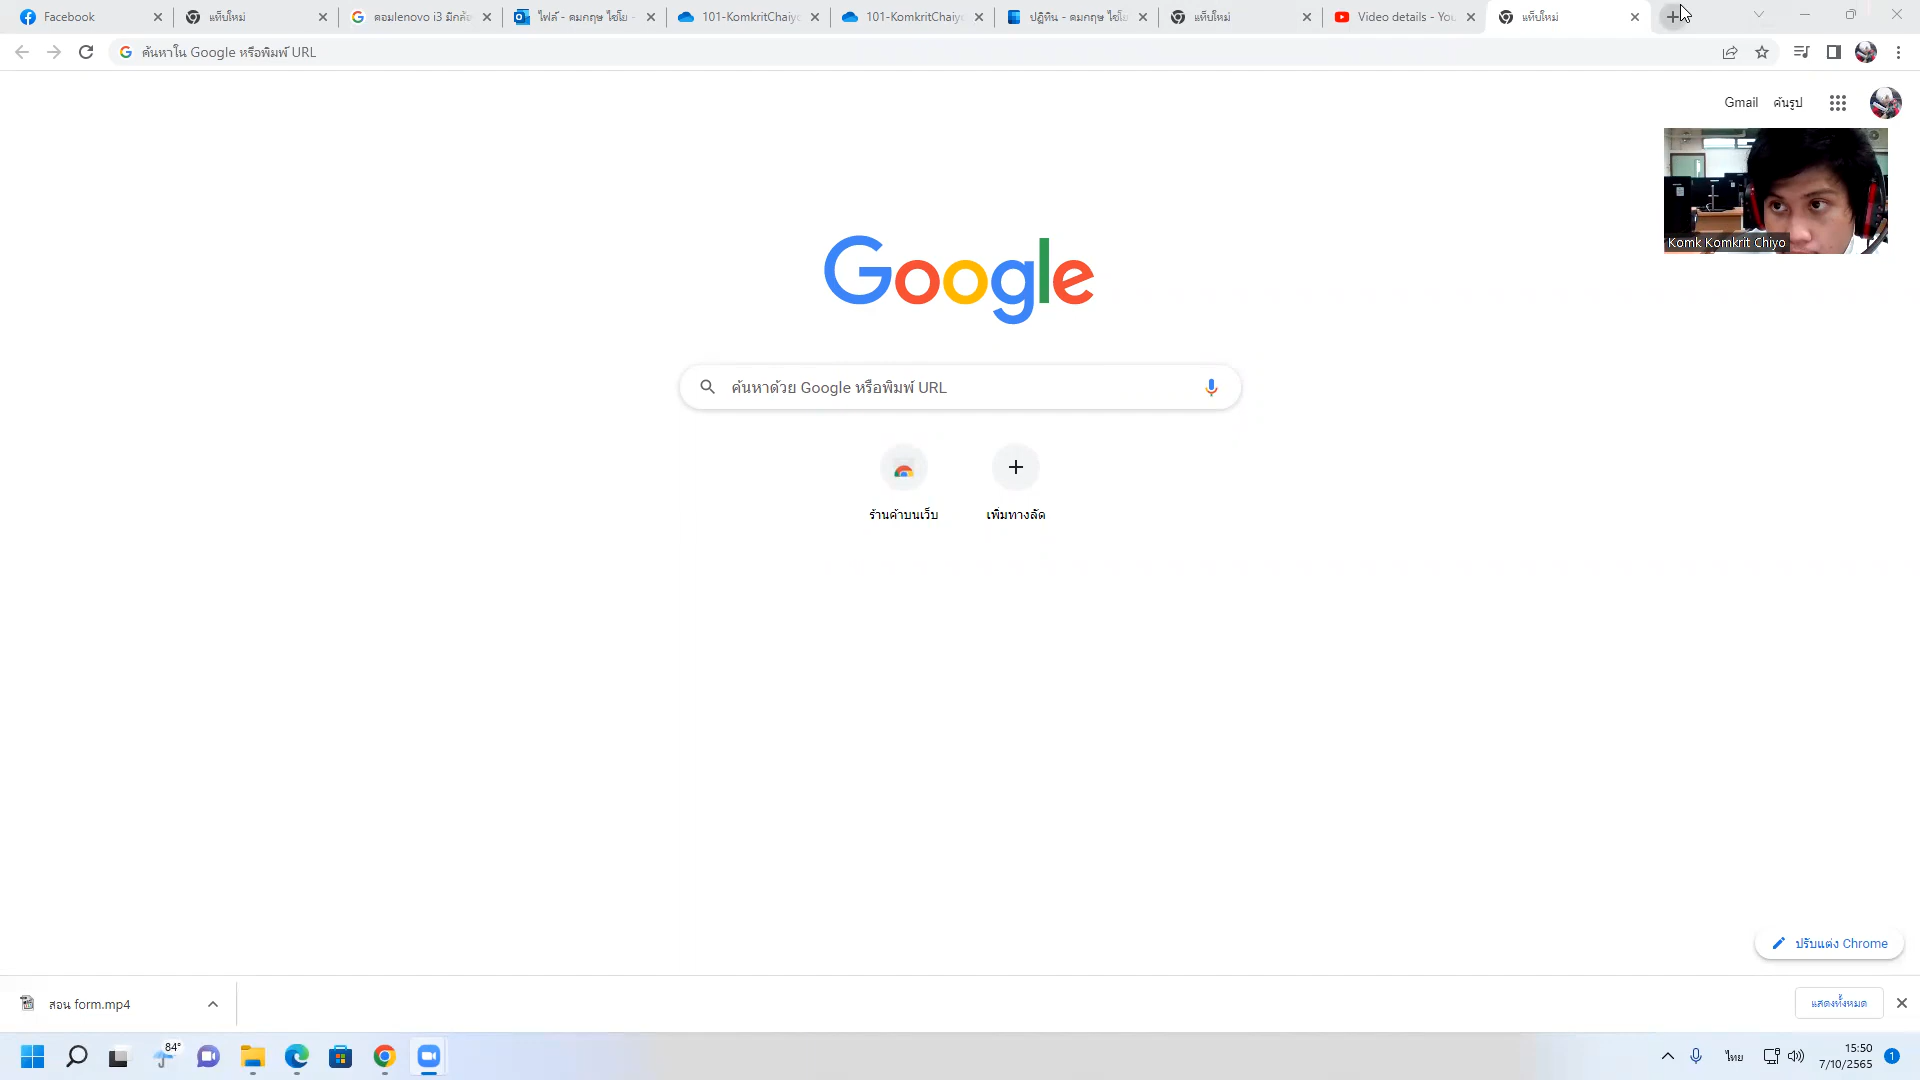 Facebook
แท็บใหม่
คอมlenovo i3 มีกล้อ
ไฟล์ - คมกฤษ ไชโย -
101-KomkritChaiyo
101-KomkritChaiyo
ปฏิทิน - คมกฤษ ไชโย
แท็บใหม่
Video details - You
แท็บใหม่
ค้นหาใน Google หรือพิมพ์ URL
Gmail
ค้นรูป
Komk Komkrit Chiyo
Google
ค้นหาด้วย Google หรือพิมพ์ URL
ร้านค้าบนเว็บ
เพิ่มทางลัด
ปรับแต่ง Chrome
สอน form.mp4
แสดงทั้งหมด
84°
ไทย
15:50
7/10/2565
1